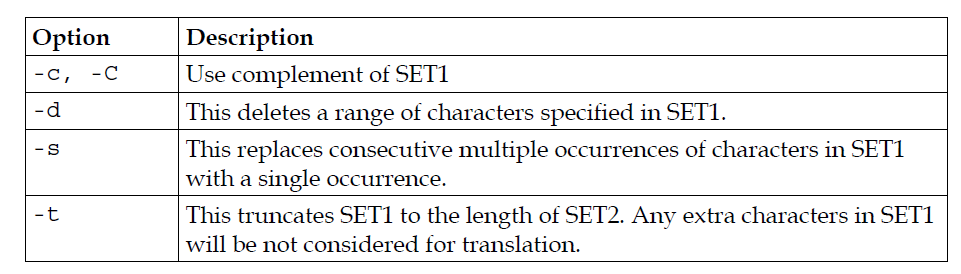 Option Description
-c, -C Use complement of SET1
-d This deletes a range of characters specified in SET1.
-s This replaces consecutive multiple occurrences of characters in SET1
with a single occurrence.
-t This truncates SET1 to the length of SET2. Any extra characters in SET1
will be not considered for translation.